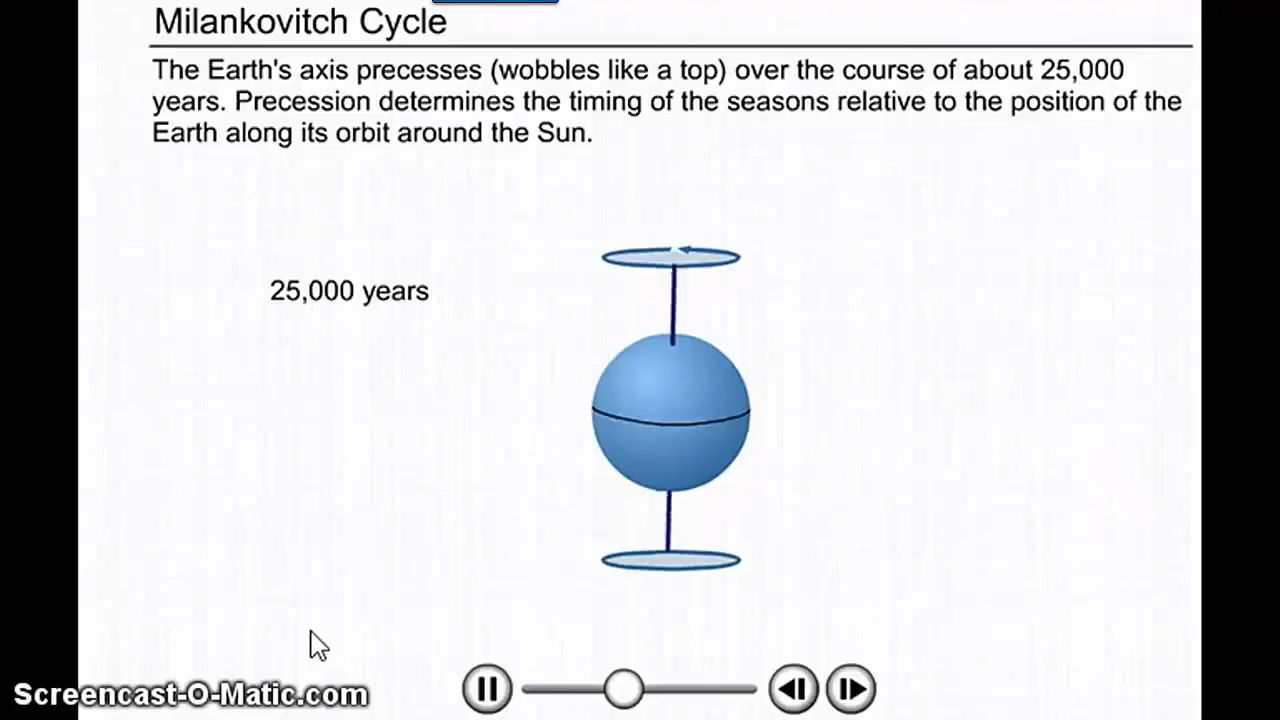 Milankovitch Cycle
The Earth's axis precesses (wobbles like a top) over the course of about 25,000
years. Precession determines the timing of the seasons relative to the position of the
Earth along its orbit around the Sun.
25,000 years
Screencast-O-Matic.com